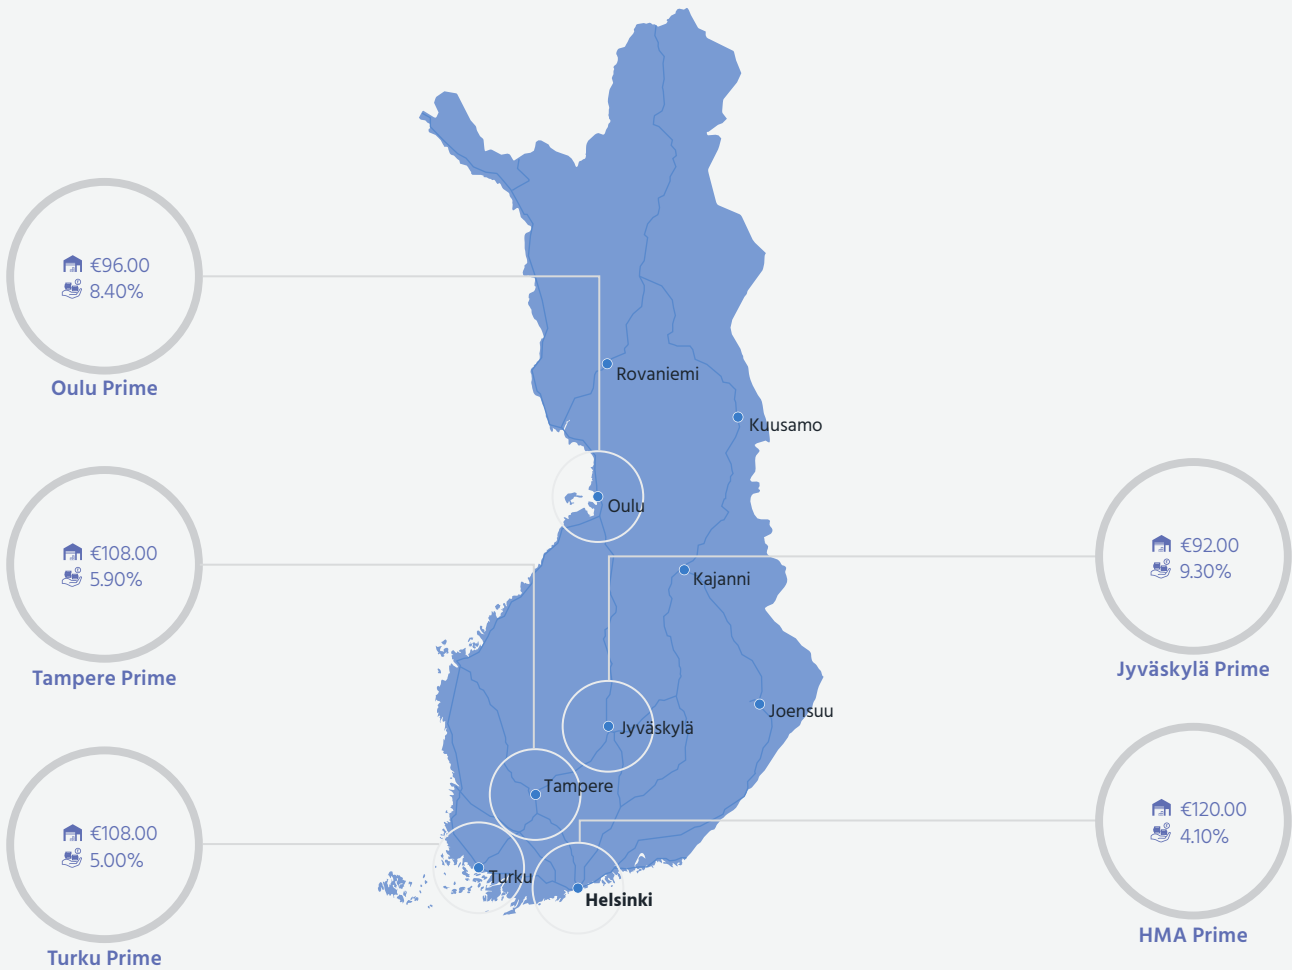 €96.00
8.40%
Oulu Prime
€108.00
5.90%
Tampere Prime
€108.00
5.00%
Turku Prime
Rovaniemi
Kuusamo
Oulu
Kajanni
Joensuu
Jyväskylä
Tampere
Turku
Helsinki
€92.00
9.30%
Jyväskylä Prime
€120.00
4.10%
HMA Prime